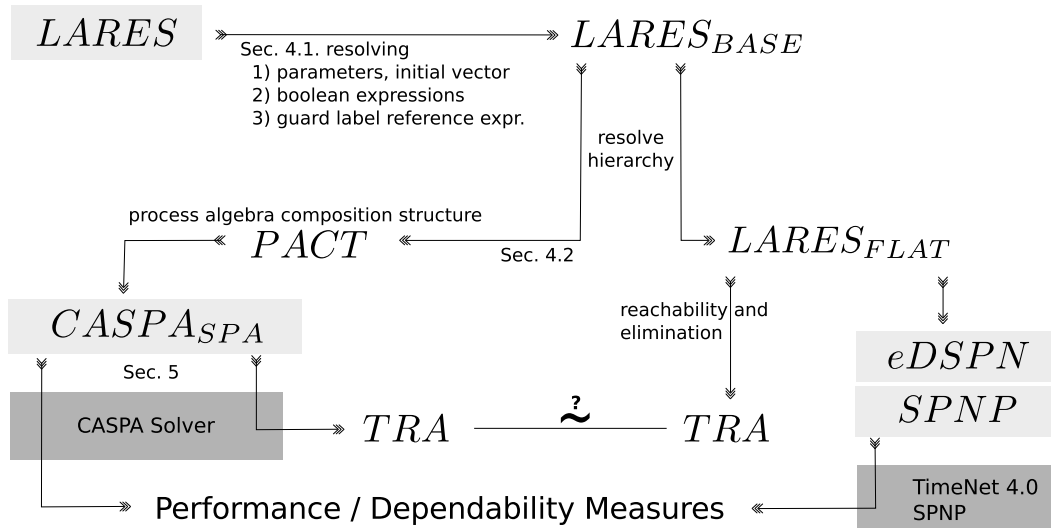 LARES
LARES_BASE
Sec. 4.1. resolving
1) parameters, initial vector
2) boolean expressions
3) guard label reference expr.
resolve
hierarchy
process algebra composition structure
PACT
Sec. 4.2
LARES_FLAT
reachability and
elimination
CASPA_SPA
Sec. 5
eDSPN
SPNP
CASPA Solver
TRA
?
~
TRA
TimeNet 4.0
SPNP
Performance / Dependability Measures